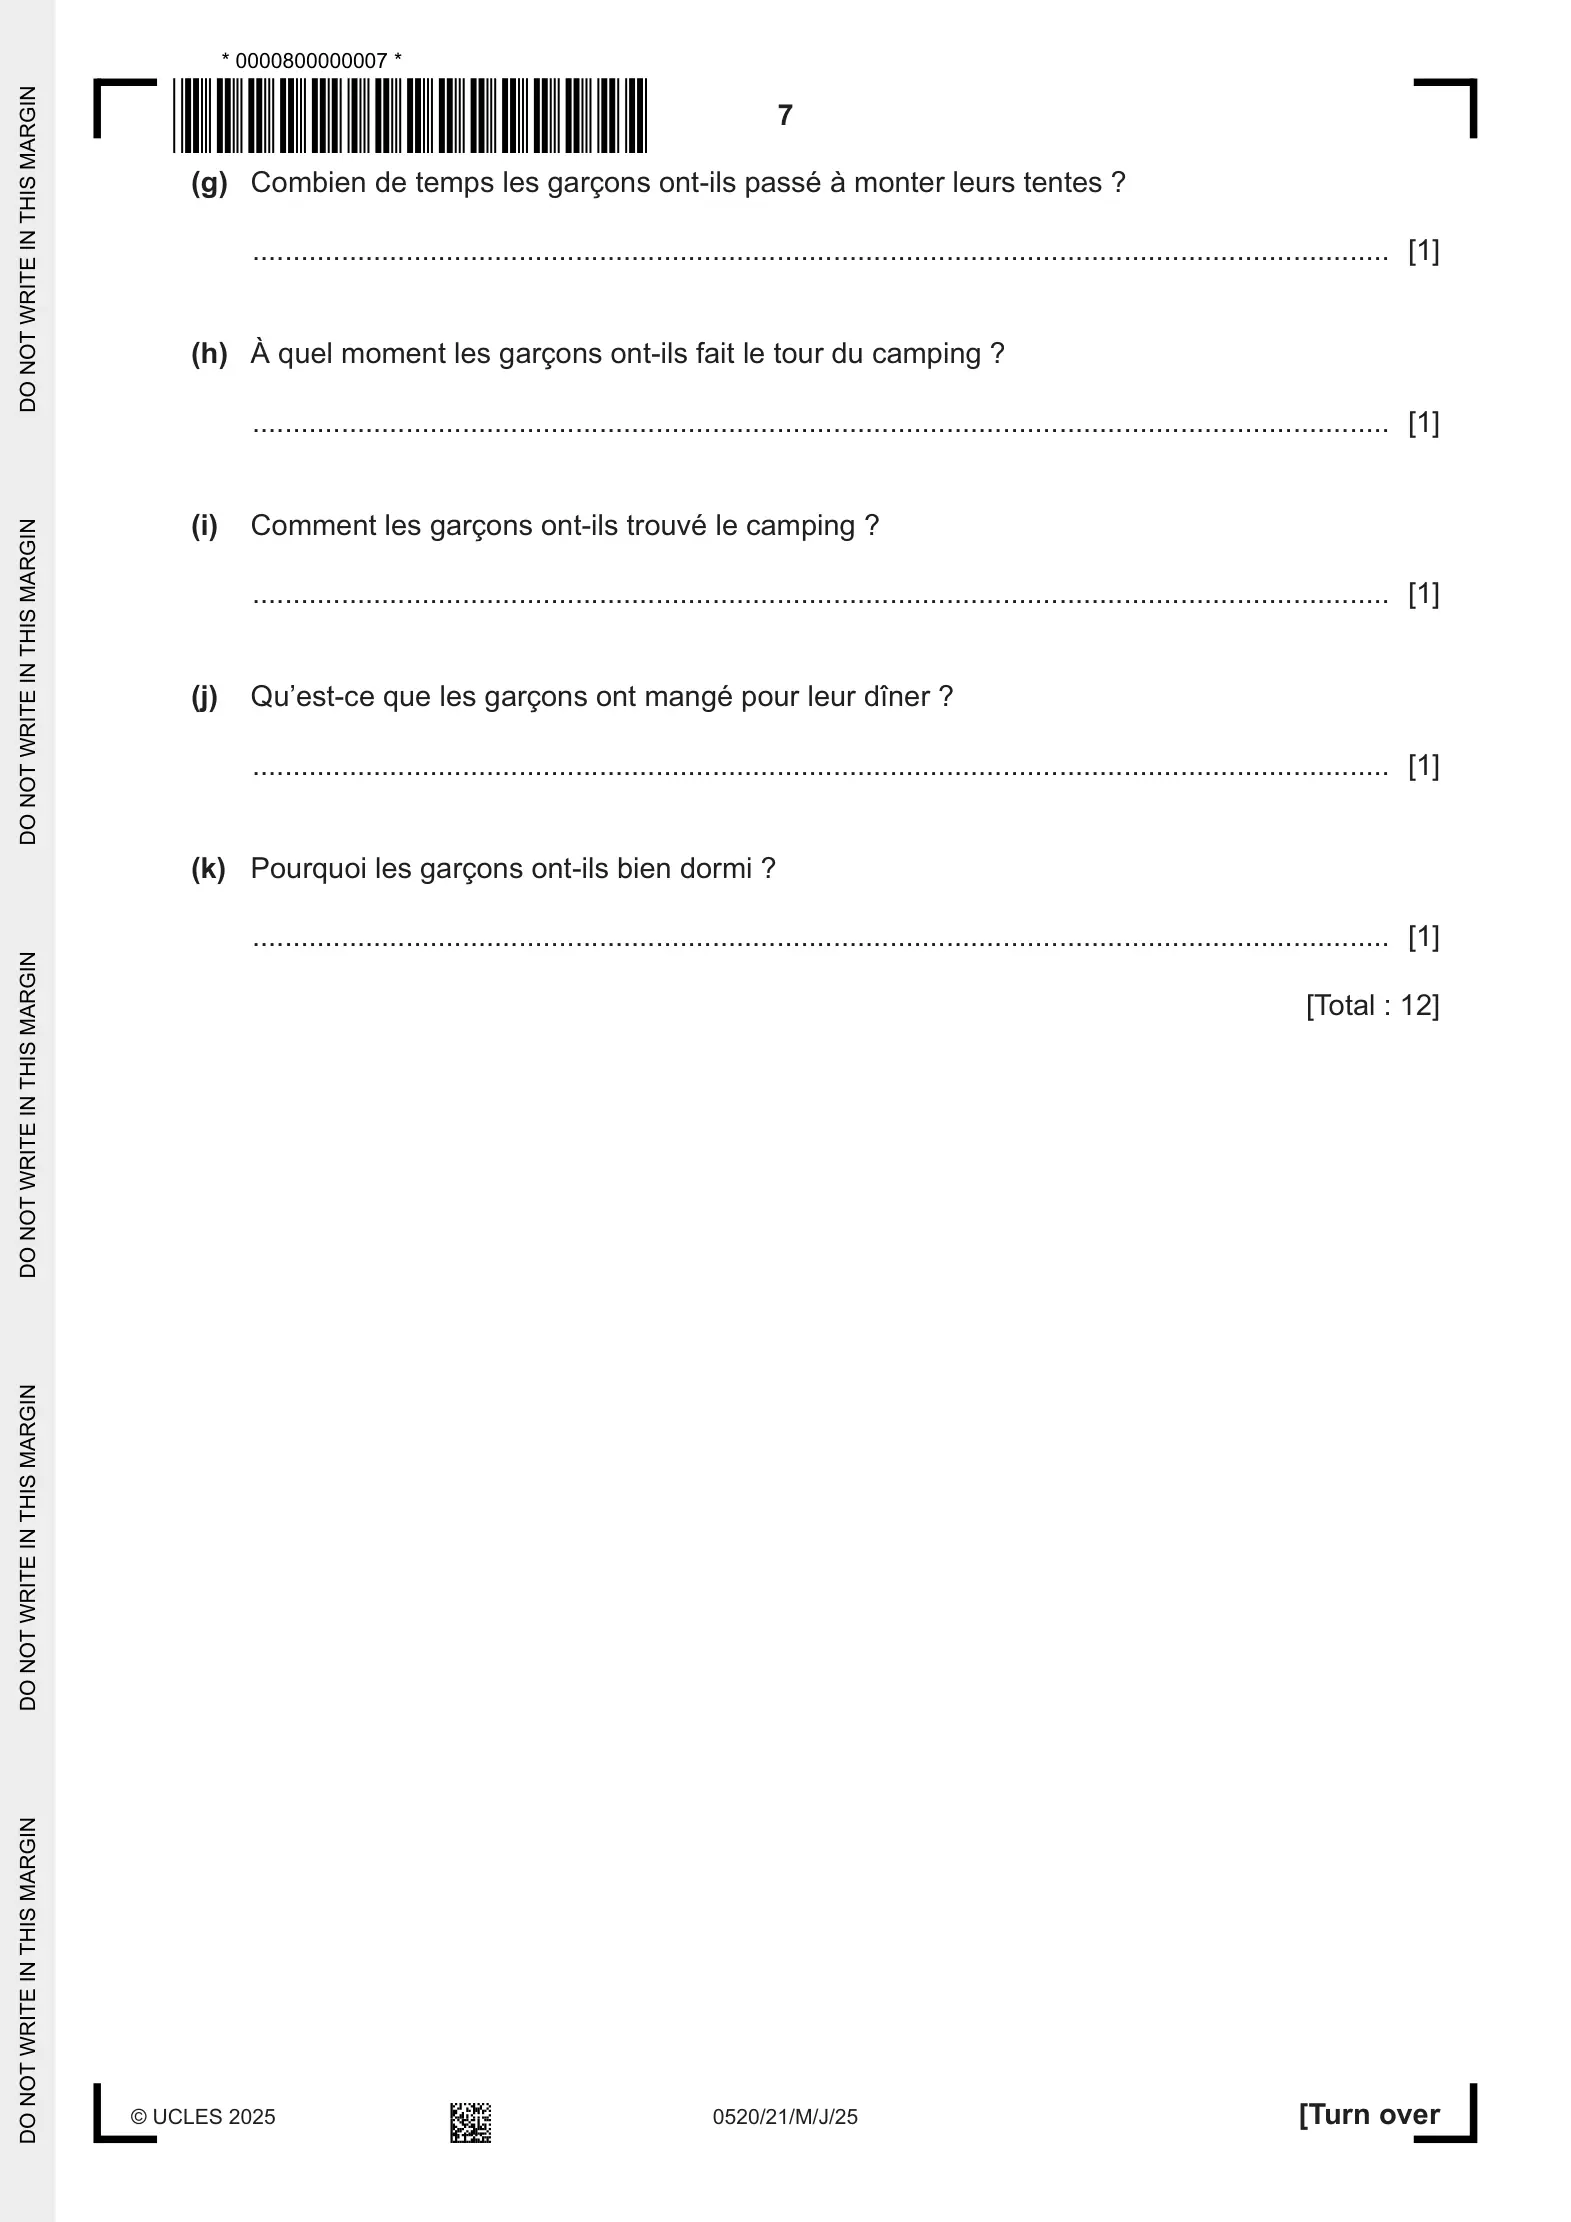 * 0000800000007 *
7
(g) Combien de temps les garçons ont-ils passé à monter leurs tentes ?
.......................................................................................................................................... [1]
(h) À quel moment les garçons ont-ils fait le tour du camping ?
.......................................................................................................................................... [1]
(i) Comment les garçons ont-ils trouvé le camping ?
.......................................................................................................................................... [1]
(j) Qu’est-ce que les garçons ont mangé pour leur dîner ?
.......................................................................................................................................... [1]
(k) Pourquoi les garçons ont-ils bien dormi ?
.......................................................................................................................................... [1]
[Total : 12]
DO NOT WRITE IN THIS MARGIN
DO NOT WRITE IN THIS MARGIN
DO NOT WRITE IN THIS MARGIN
DO NOT WRITE IN THIS MARGIN
DO NOT WRITE IN THIS MARGIN
© UCLES 2025
0520/21/M/J/25
[Turn over